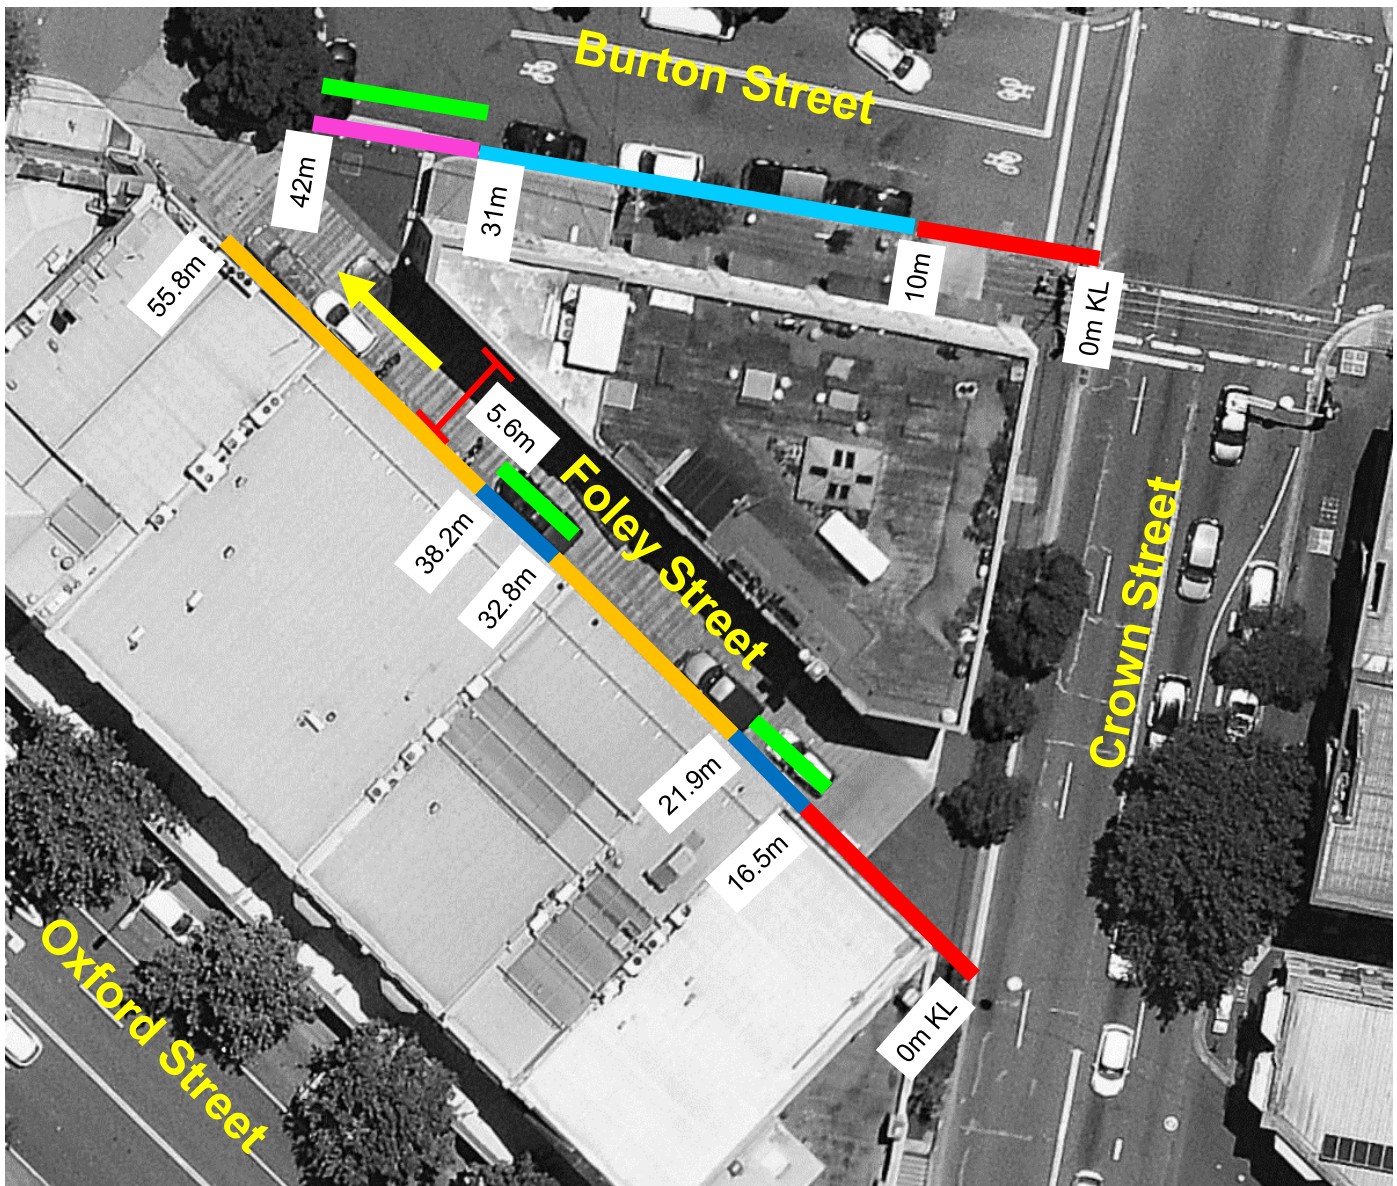 Burton Street
42m
31m
10m
0m KL
55.8m
5.6m
38.2m
32.8m
Foley Street
21.9m
16.5m
0m KL
Crown Street
Oxford Street